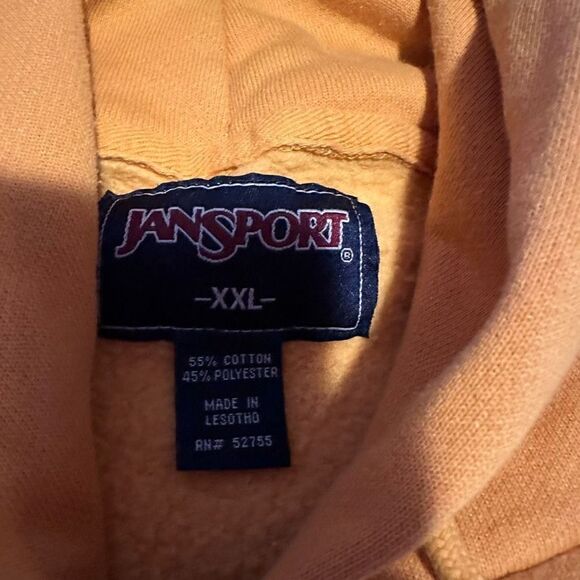 JANSPORT®
-XXL-
55% COTTON
45% POLYESTER
MADE IN
LESOTHO
RN# 52755